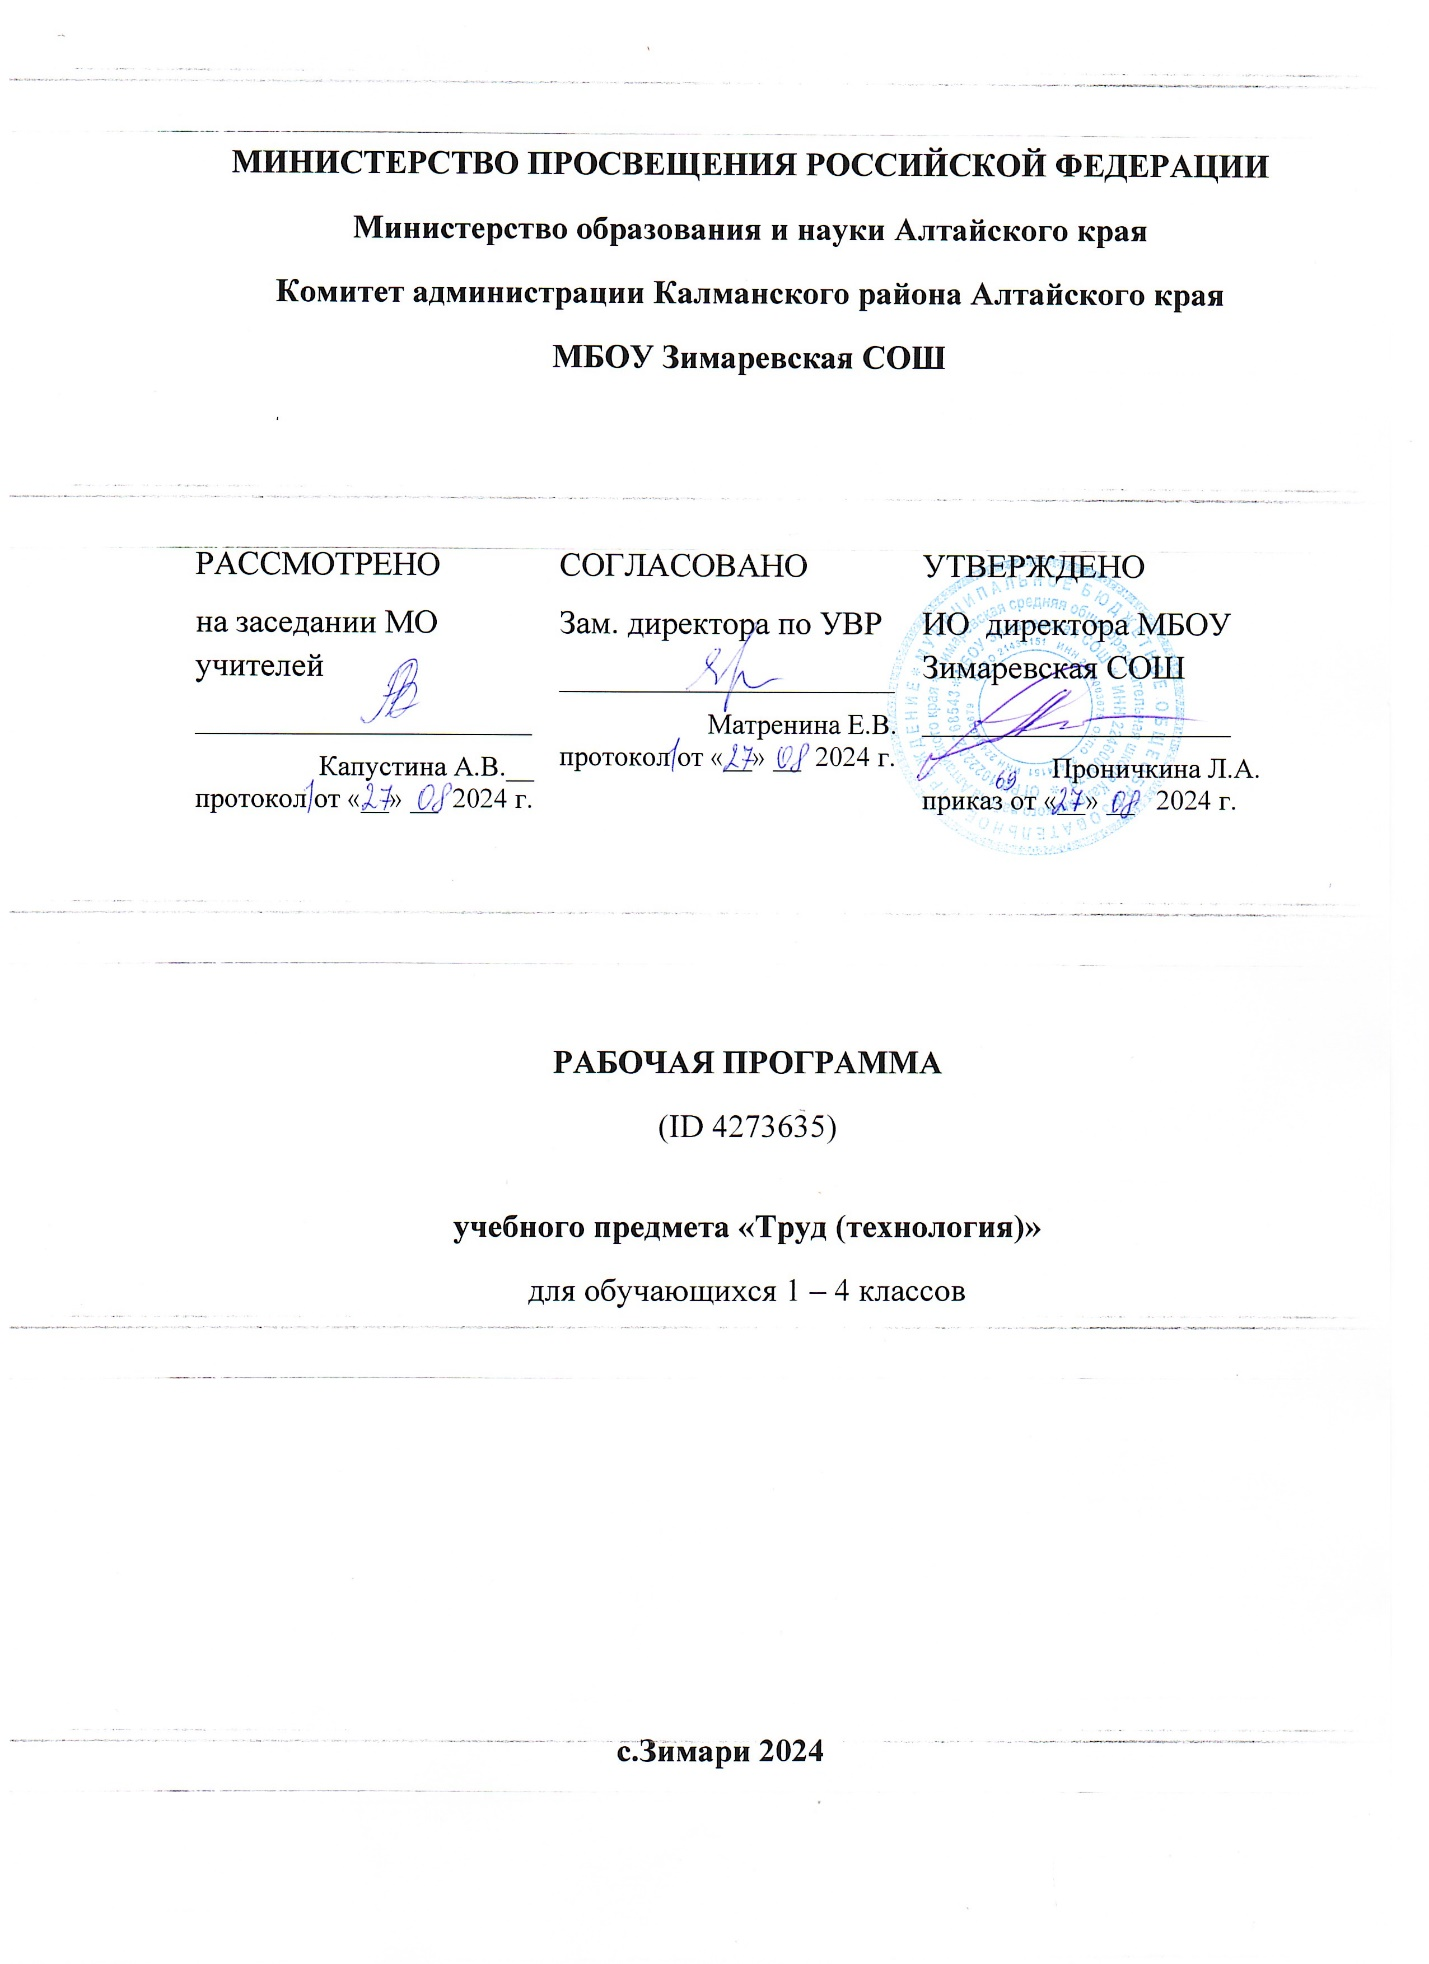 МИНИСТЕРСТВО ПРОСВЕЩЕНИЯ РОССИЙСКОЙ ФЕДЕРАЦИИ
Министерство образования и науки Алтайского края
Комитет администрации Калманского района Алтайского края
МБОУ Зимаревская СОШ
РАССМОТРЕНО
на заседании МО
учителей
Капустина А.В.
протокол 1 от «27» 08 2024 г.
СОГЛАСОВАНО
Зам. директора по УВР
Матренина Е.В.
протокол 1 от «27» 08 2024 г.
УТВЕРЖДЕНО
ИО директора МБОУ
Зимаревская СОШ
Проничкина Л.А.
69
приказ от «27» 08 2024 г.
РАБОЧАЯ ПРОГРАММА
(ID 4273635)
учебного предмета «Труд (технология)»
для обучающихся 1 – 4 классов
с.Зимари 2024